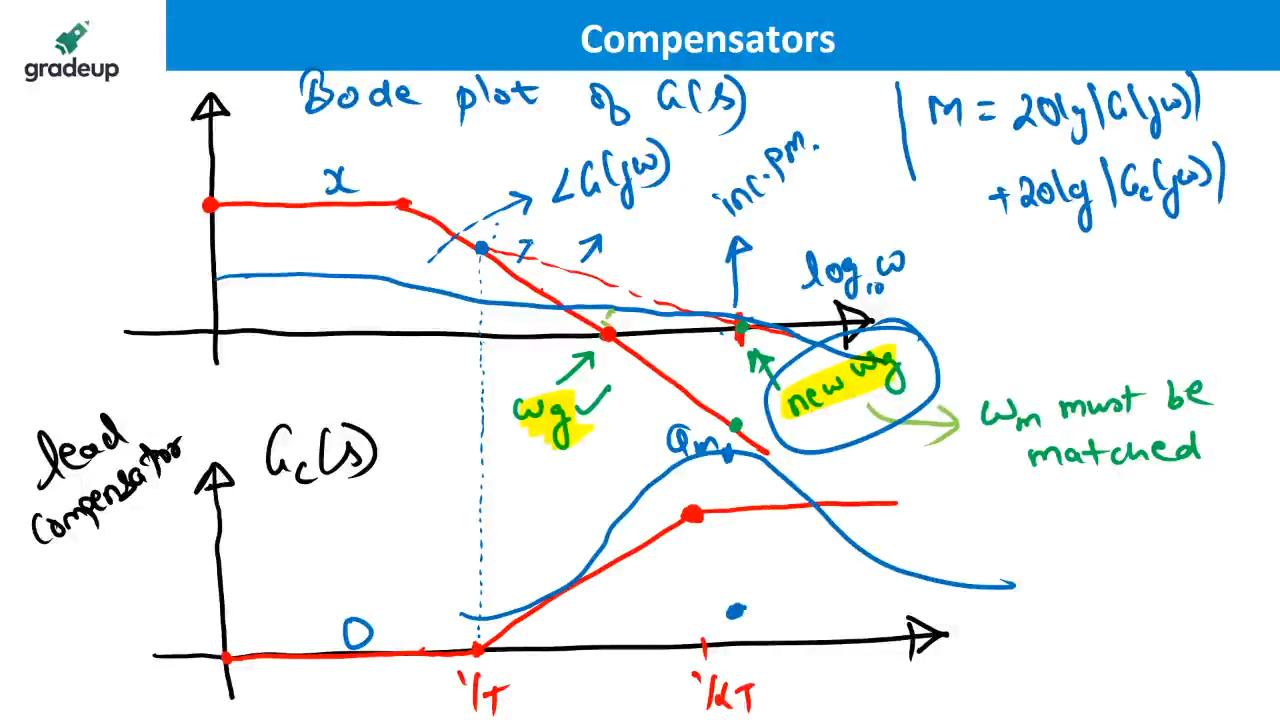 gradeup
Compensators
Bode plot of G(s)
M = 20lg|G(jω)|
+20lg|Gc(jω)|
x
∠G(jω)
inc. PM.
log₁₀ω
ωg ✓
new ωg
ωm must be
matched
lead
compensator
Gc(s)
φm
0
1/T
1/αT